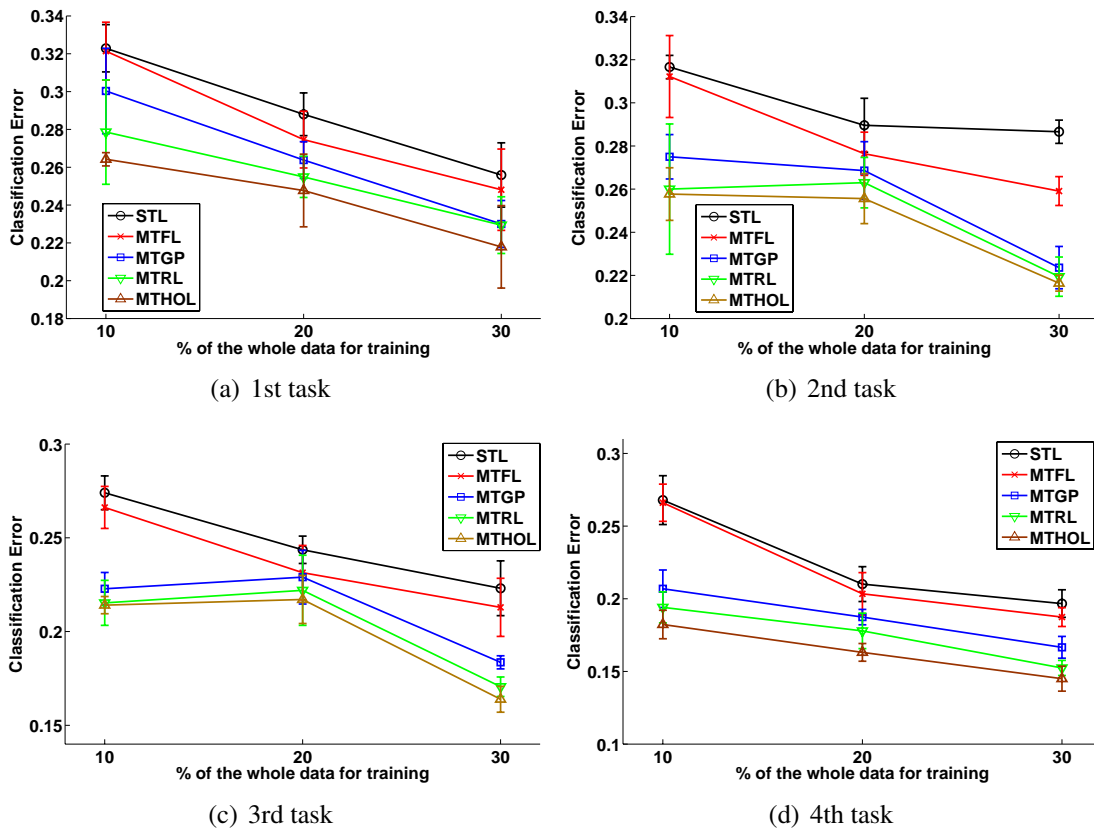 0.34
0.32
0.3
0.28
0.26
0.24
0.22
0.2
0.18
Classification Error
STL
MTFL
MTGP
MTRL
MTHOL
10 20 30
% of the whole data for training
(a) 1st task
0.34
0.32
0.3
0.28
0.26
0.24
0.22
0.2
Classification Error
STL
MTFL
MTGP
MTRL
MTHOL
10 20 30
% of the whole data for training
(b) 2nd task
0.3
0.25
0.2
0.15
Classification Error
STL
MTFL
MTGP
MTRL
MTHOL
10 20 30
% of the whole data for training
(c) 3rd task
0.3
0.25
0.2
0.15
0.1
Classification Error
STL
MTFL
MTGP
MTRL
MTHOL
10 20 30
% of the whole data for training
(d) 4th task